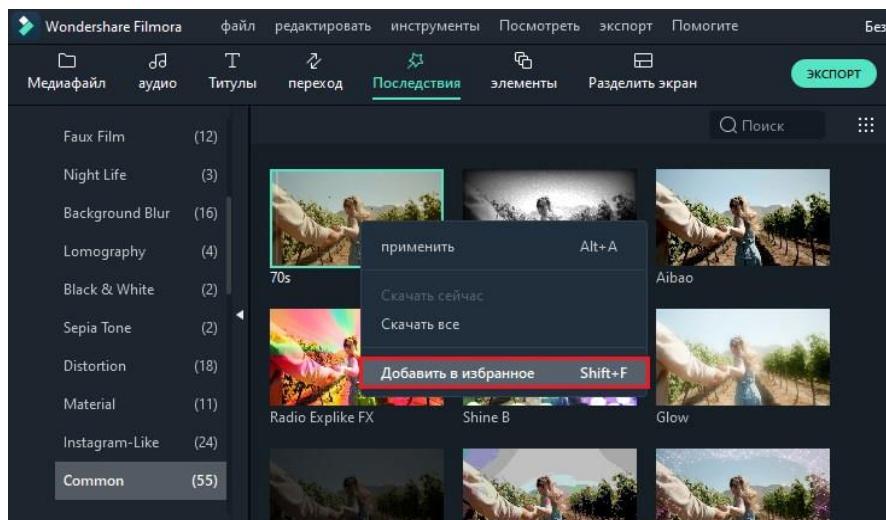 Wondershare Filmora файл редактировать инструменты Посмотреть экспорт Помогите Без
Медиафайл аудио Титулы переход Последствия элементы Разделить экран экспорт
Поиск
Faux Film (12)
Night Life (3)
Background Blur (16)
Lomography (4)
Black & White (2)
Sepia Tone (2)
Distortion (18)
Material (11)
Instagram-Like (24)
Common (55)
применить Alt+A
Скачать сейчас
Скачать все
Добавить в избранное Shift+F
70s Aibao
Radio Explike FX Shine B Glow